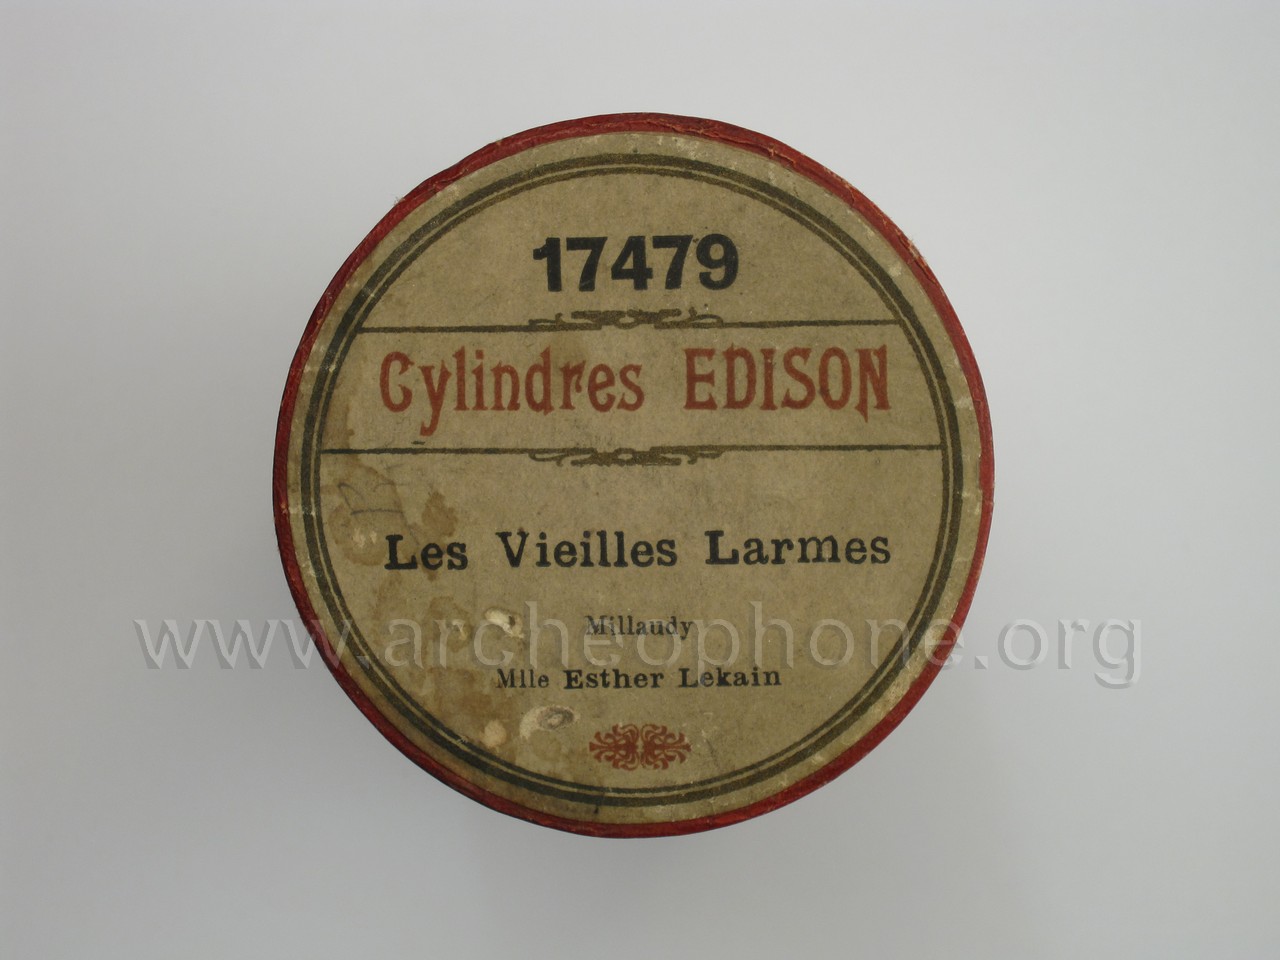 17479
Cylindres EDISON
Les Vieilles Larmes
Millaudy
www.archeophone.org
Mlle Esther Lekain